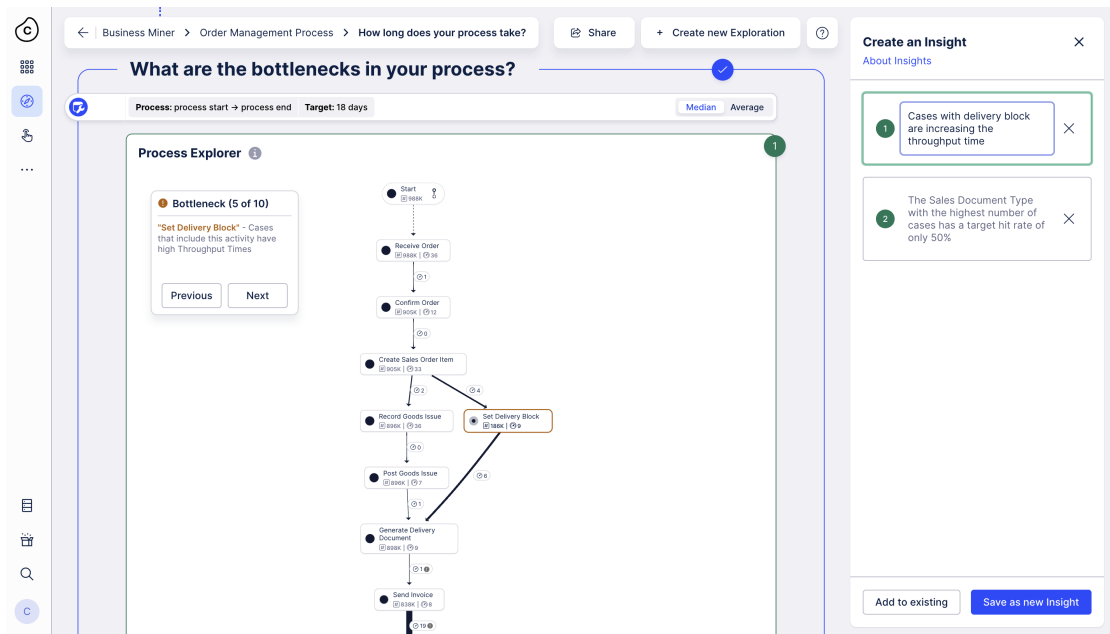 C
Business Miner
Order Management Process
How long does your process take?
Share
+ Create new Exploration
What are the bottlenecks in your process?
Process: process start → process end Target: 18 days
Median Average
Process Explorer
1
Bottleneck (5 of 10)
"Set Delivery Block" - Cases
that include this activity have
high Throughput Times
Previous
Next
Start
988K
Receive Order
988K | 36
1
Confirm Order
905K | 12
0
Create Sales Order Item
905K | 33
2
4
Record Goods Issue
896K | 36
Set Delivery Block
186K | 9
0
6
Post Goods Issue
896K | 7
1
Generate Delivery
Document
898K | 9
1
Send Invoice
838K | 8
19
Create an Insight
About Insights
1
Cases with delivery block
are increasing the
throughput time
2
The Sales Document Type
with the highest number of
cases has a target hit rate of
only 50%
Add to existing
Save as new Insight
C